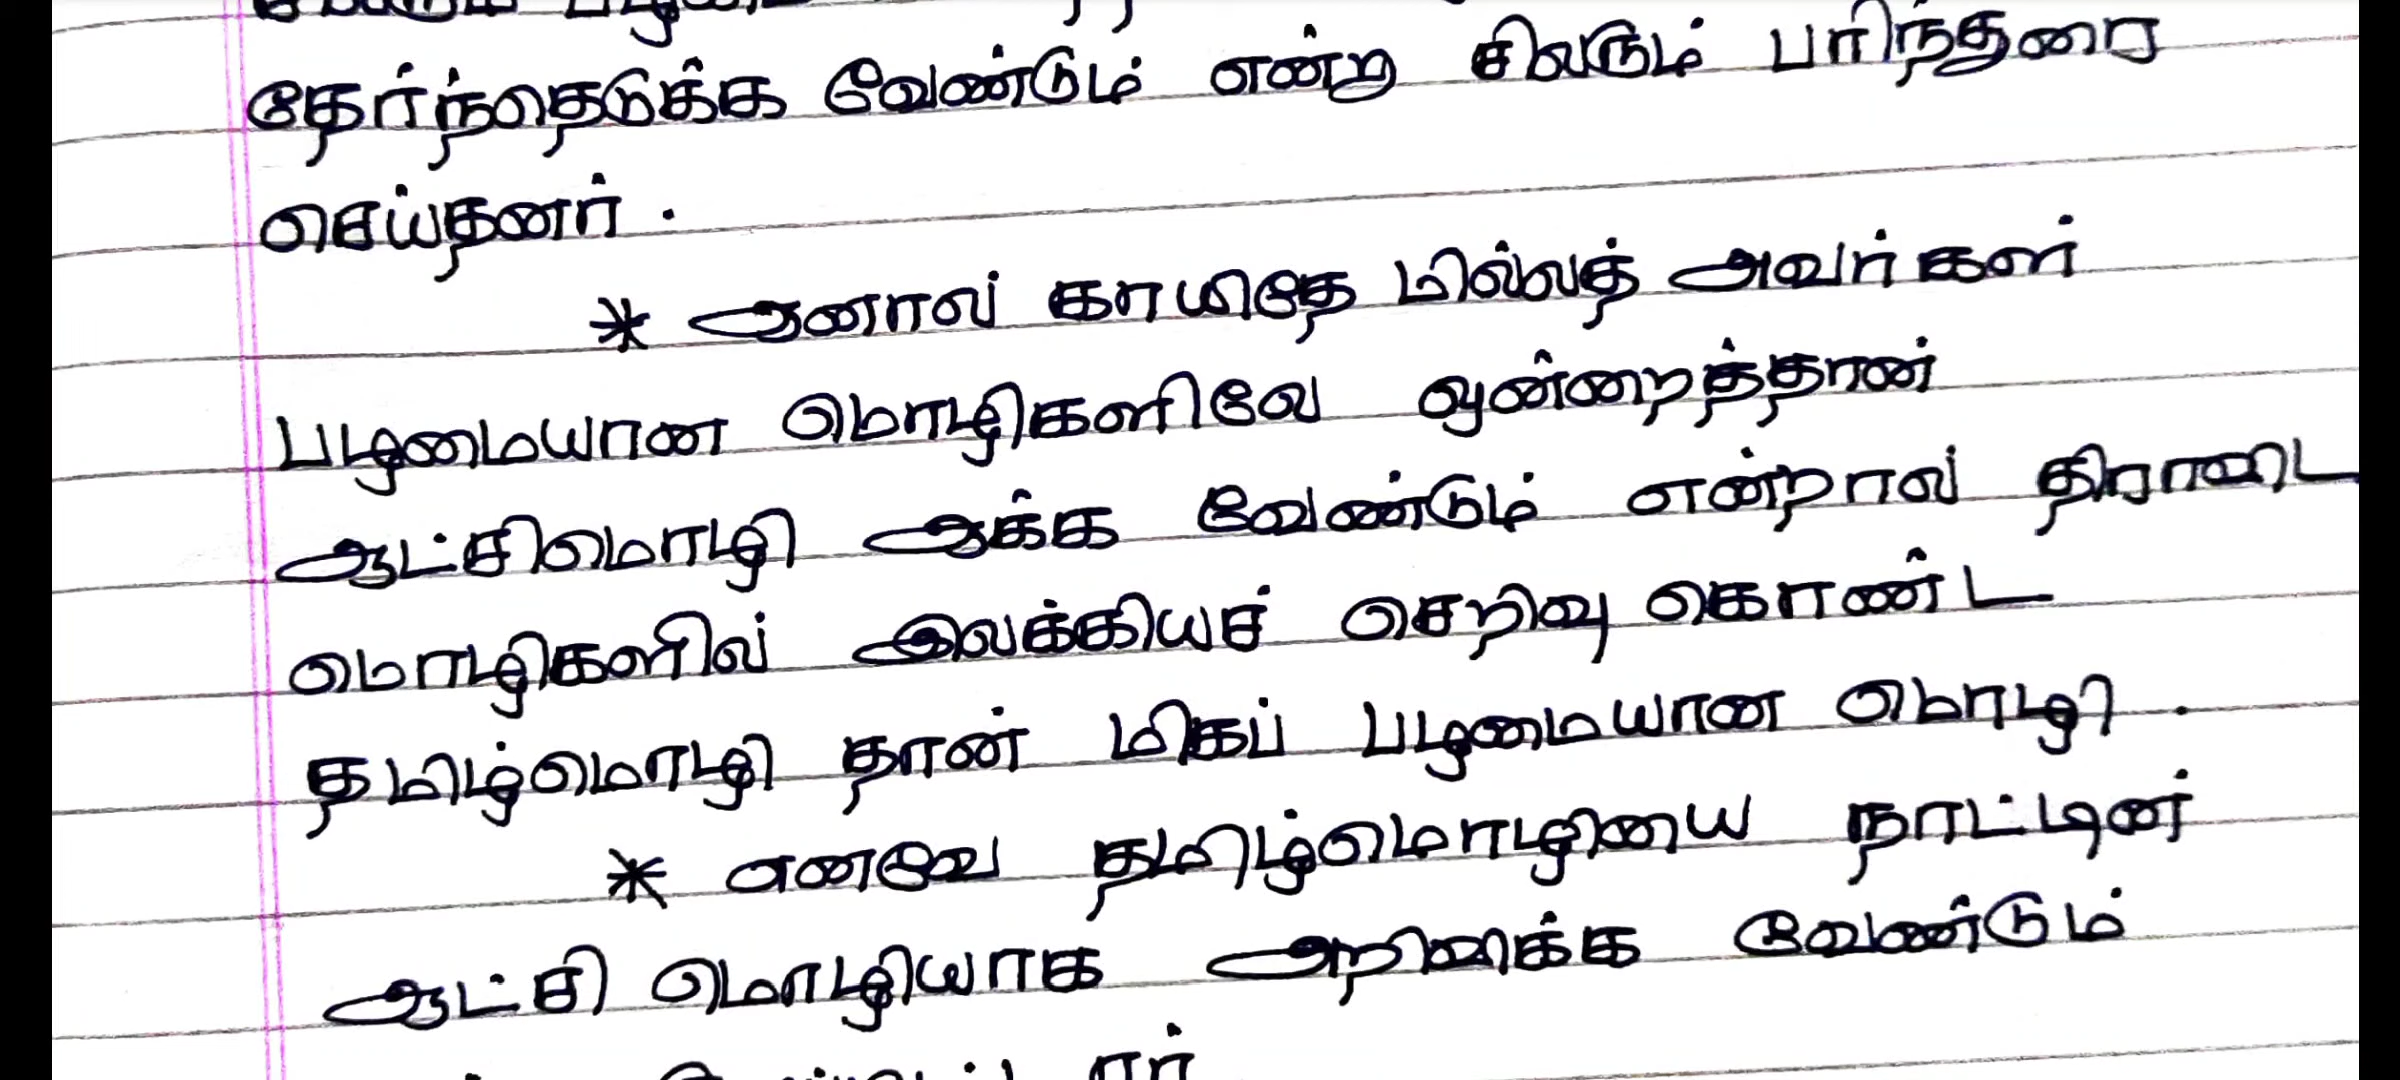 தேர்ந்தெடுக்க வேண்டும் என்று சிலரும் பரிந்துரை
செய்தனர்.
* ஆனால் காயிதே மில்லத் அவர்கள்
பழமையான மொழிகளிலே ஒன்றைத்தான்
ஆட்சிமொழி ஆக்க வேண்டும் என்றால் திராவிட
மொழிகளில் இலக்கியச் செறிவு கொண்ட
தமிழ்மொழி தான் மிகப் பழமையான மொழி.
* எனவே தமிழ்மொழியை நாட்டின்
ஆட்சி மொழியாக அறிவிக்க வேண்டும்